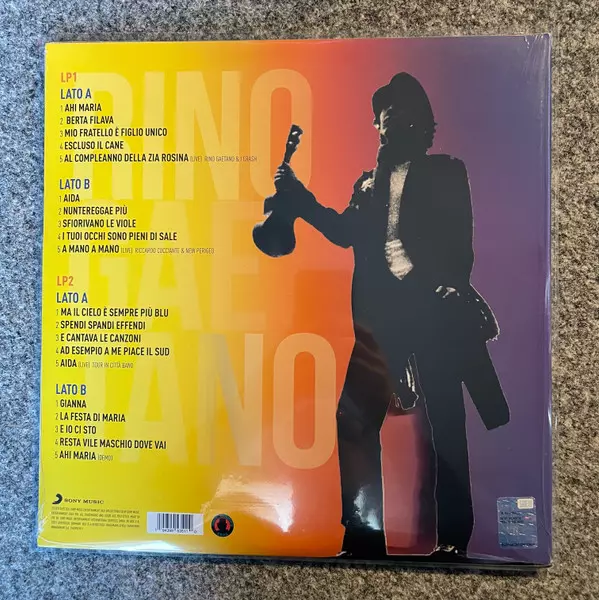 RINO
GAE
TANO
LP1
LATO A
1 AHI MARIA
2 BERTA FILAVA
3 MIO FRATELLO È FIGLIO UNICO
4 ESCLUSO IL CANE
5 AL COMPLEANNO DELLA ZIA ROSINA (LIVE) RINO GAETANO & I CRASH
LATO B
1 AIDA
2 NUNTEREGGAE PIÙ
3 SFIORIVANO LE VIOLE
4 I TUOI OCCHI SONO PIENI DI SALE
5 A MANO A MANO (LIVE) RICCARDO COCCIANTE & NEW PERIGEO
LP2
LATO A
1 MA IL CIELO È SEMPRE PIÙ BLU
2 SPENDI SPANDI EFFENDI
3 E CANTAVA LE CANZONI
4 AD ESEMPIO A ME PIACE IL SUD
5 AIDA (LIVE) TOUR IN CITTÀ BANO
LATO B
1 GIANNA
2 LA FESTA DI MARIA
3 E IO CI STO
4 RESTA VILE MASCHIO DOVE VAI
5 AHI MARIA (DEMO)
SONY MUSIC